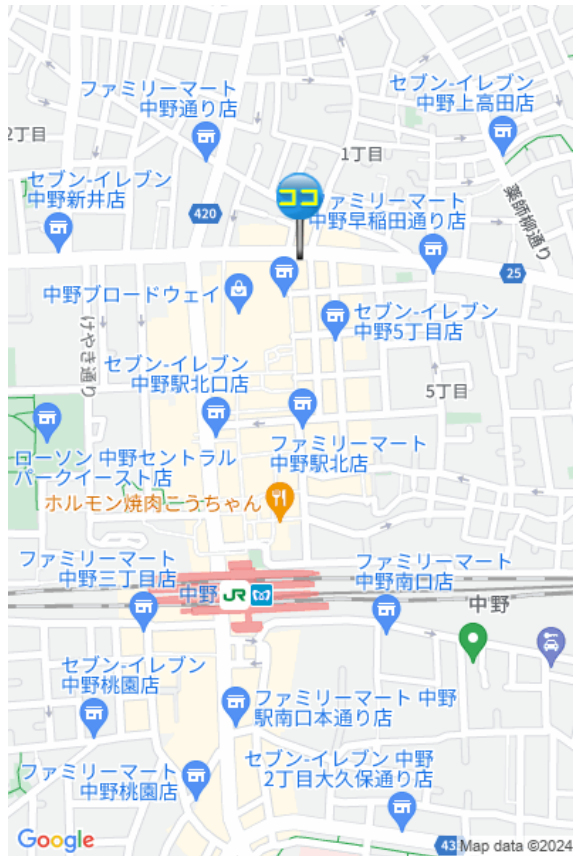 ファミリーマート
中野通り店
セブン-イレブン
中野上高田店
2丁目
1丁目
セブン-イレブン
中野新井店
420
ココ
ファミリーマート
中野早稲田通り店
薬師柳通り
25
中野ブロードウェイ
セブン-イレブン
中野5丁目店
けやき通り
セブン-イレブン
中野駅北口店
5丁目
ローソン 中野セントラル
パークイースト店
ファミリーマート
中野駅北店
ホルモン焼肉こうちゃん
ファミリーマート
中野三丁目店
中野
JR
ファミリーマート
中野南口店
中野
セブン-イレブン
中野桃園店
ファミリーマート 中野
駅南口本通り店
ファミリーマート
中野桃園店
セブン-イレブン 中野
2丁目大久保通り店
Google
43
Map data ©2024